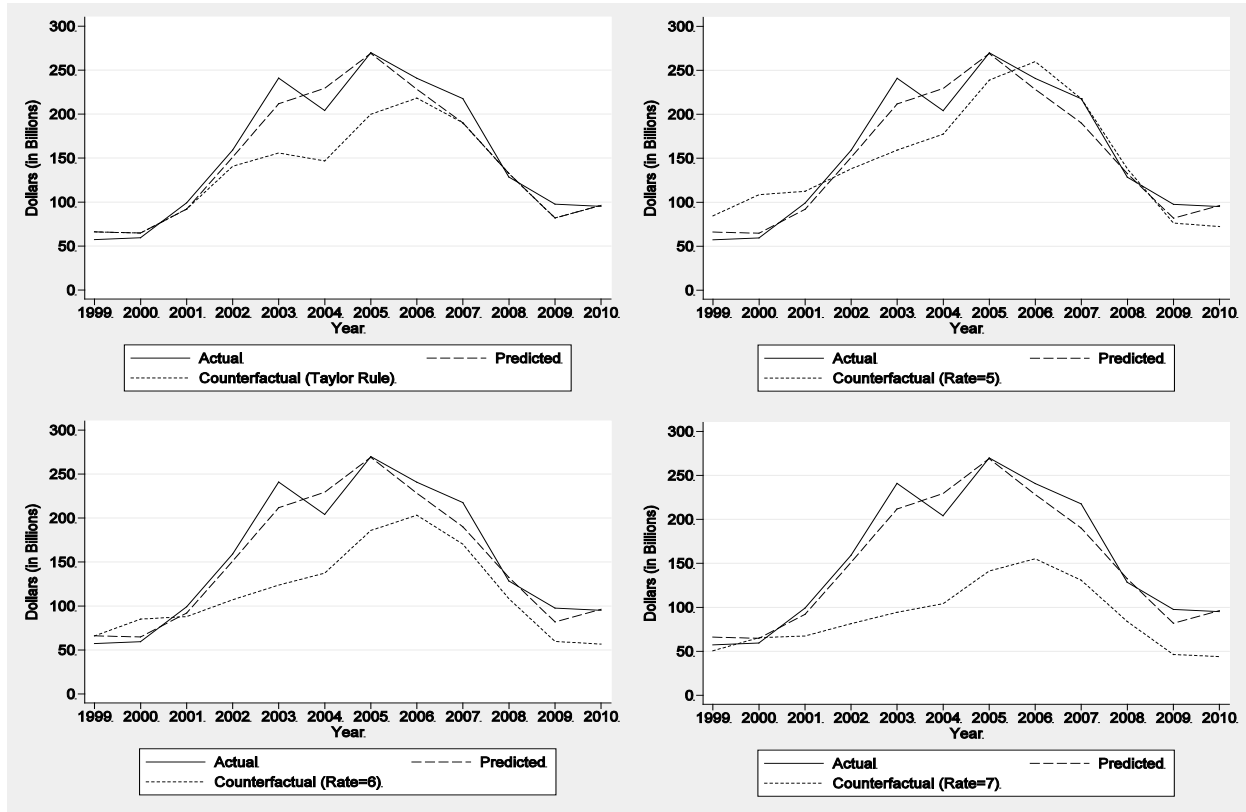 300.
250.
200.
150.
100.
50.
0.
Dollars (in Billions)
1999. 2000. 2001. 2002. 2003. 2004. 2005. 2006. 2007. 2008. 2009. 2010.
Year.
Actual. Predicted.
Counterfactual (Taylor Rule).
300.
250.
200.
150.
100.
50.
0.
Dollars (in Billions)
1999. 2000. 2001. 2002. 2003. 2004. 2005. 2006. 2007. 2008. 2009. 2010.
Year.
Actual. Predicted.
Counterfactual (Rate=5).
300.
250.
200.
150.
100.
50.
0.
Dollars (in Billions)
1999. 2000. 2001. 2002. 2003. 2004. 2005. 2006. 2007. 2008. 2009. 2010.
Year.
Actual. Predicted.
Counterfactual (Rate=6).
300.
250.
200.
150.
100.
50.
0.
Dollars (in Billions)
1999. 2000. 2001. 2002. 2003. 2004. 2005. 2006. 2007. 2008. 2009. 2010.
Year.
Actual. Predicted.
Counterfactual (Rate=7).